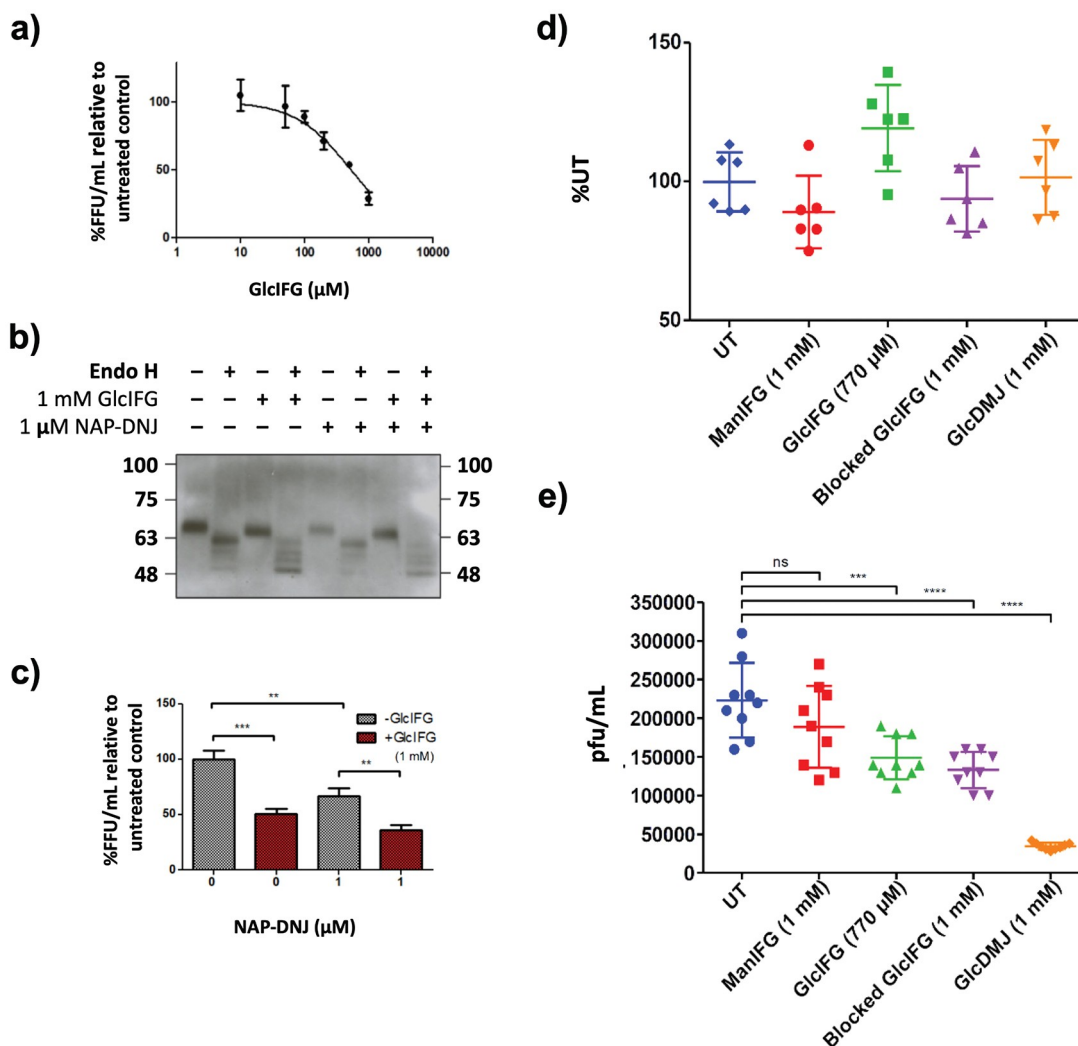 a)
%FFU/mL relative to
untreated control
100
50
0
1 10 100 1000 10000
GlcIFG (µM)
b)
Endo H – + – + – + – +
1 mM GlcIFG – – + + – – + +
1 µM NAP-DNJ – – – – + + + +
100 100
75 75
63 63
48 48
c)
%FFU/mL relative to
untreated control
150
100
50
0
**
***
**
-GlcIFG
+GlcIFG
(1 mM)
0 0 1 1
NAP-DNJ (µM)
d)
%UT
150
100
50
UT
ManIFG (1 mM)
GlcIFG (770 µM)
Blocked GlcIFG (1 mM)
GlcDMJ (1 mM)
e)
ns
***
****
****
pfu/mL
350000
300000
250000
200000
150000
100000
50000
0
UT
ManIFG (1 mM)
GlcIFG (770 µM)
Blocked GlcIFG (1 mM)
GlcDMJ (1 mM)